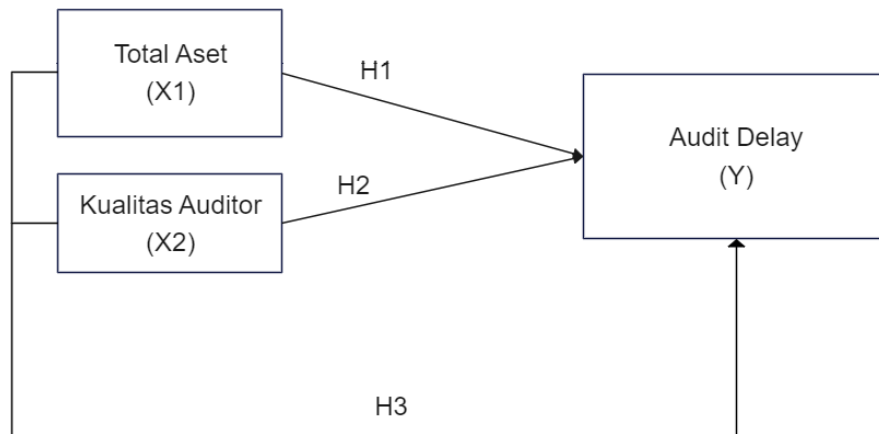 Total Aset
(X1)
H1
Audit Delay
(Y)
H2
Kualitas Auditor
(X2)
H3